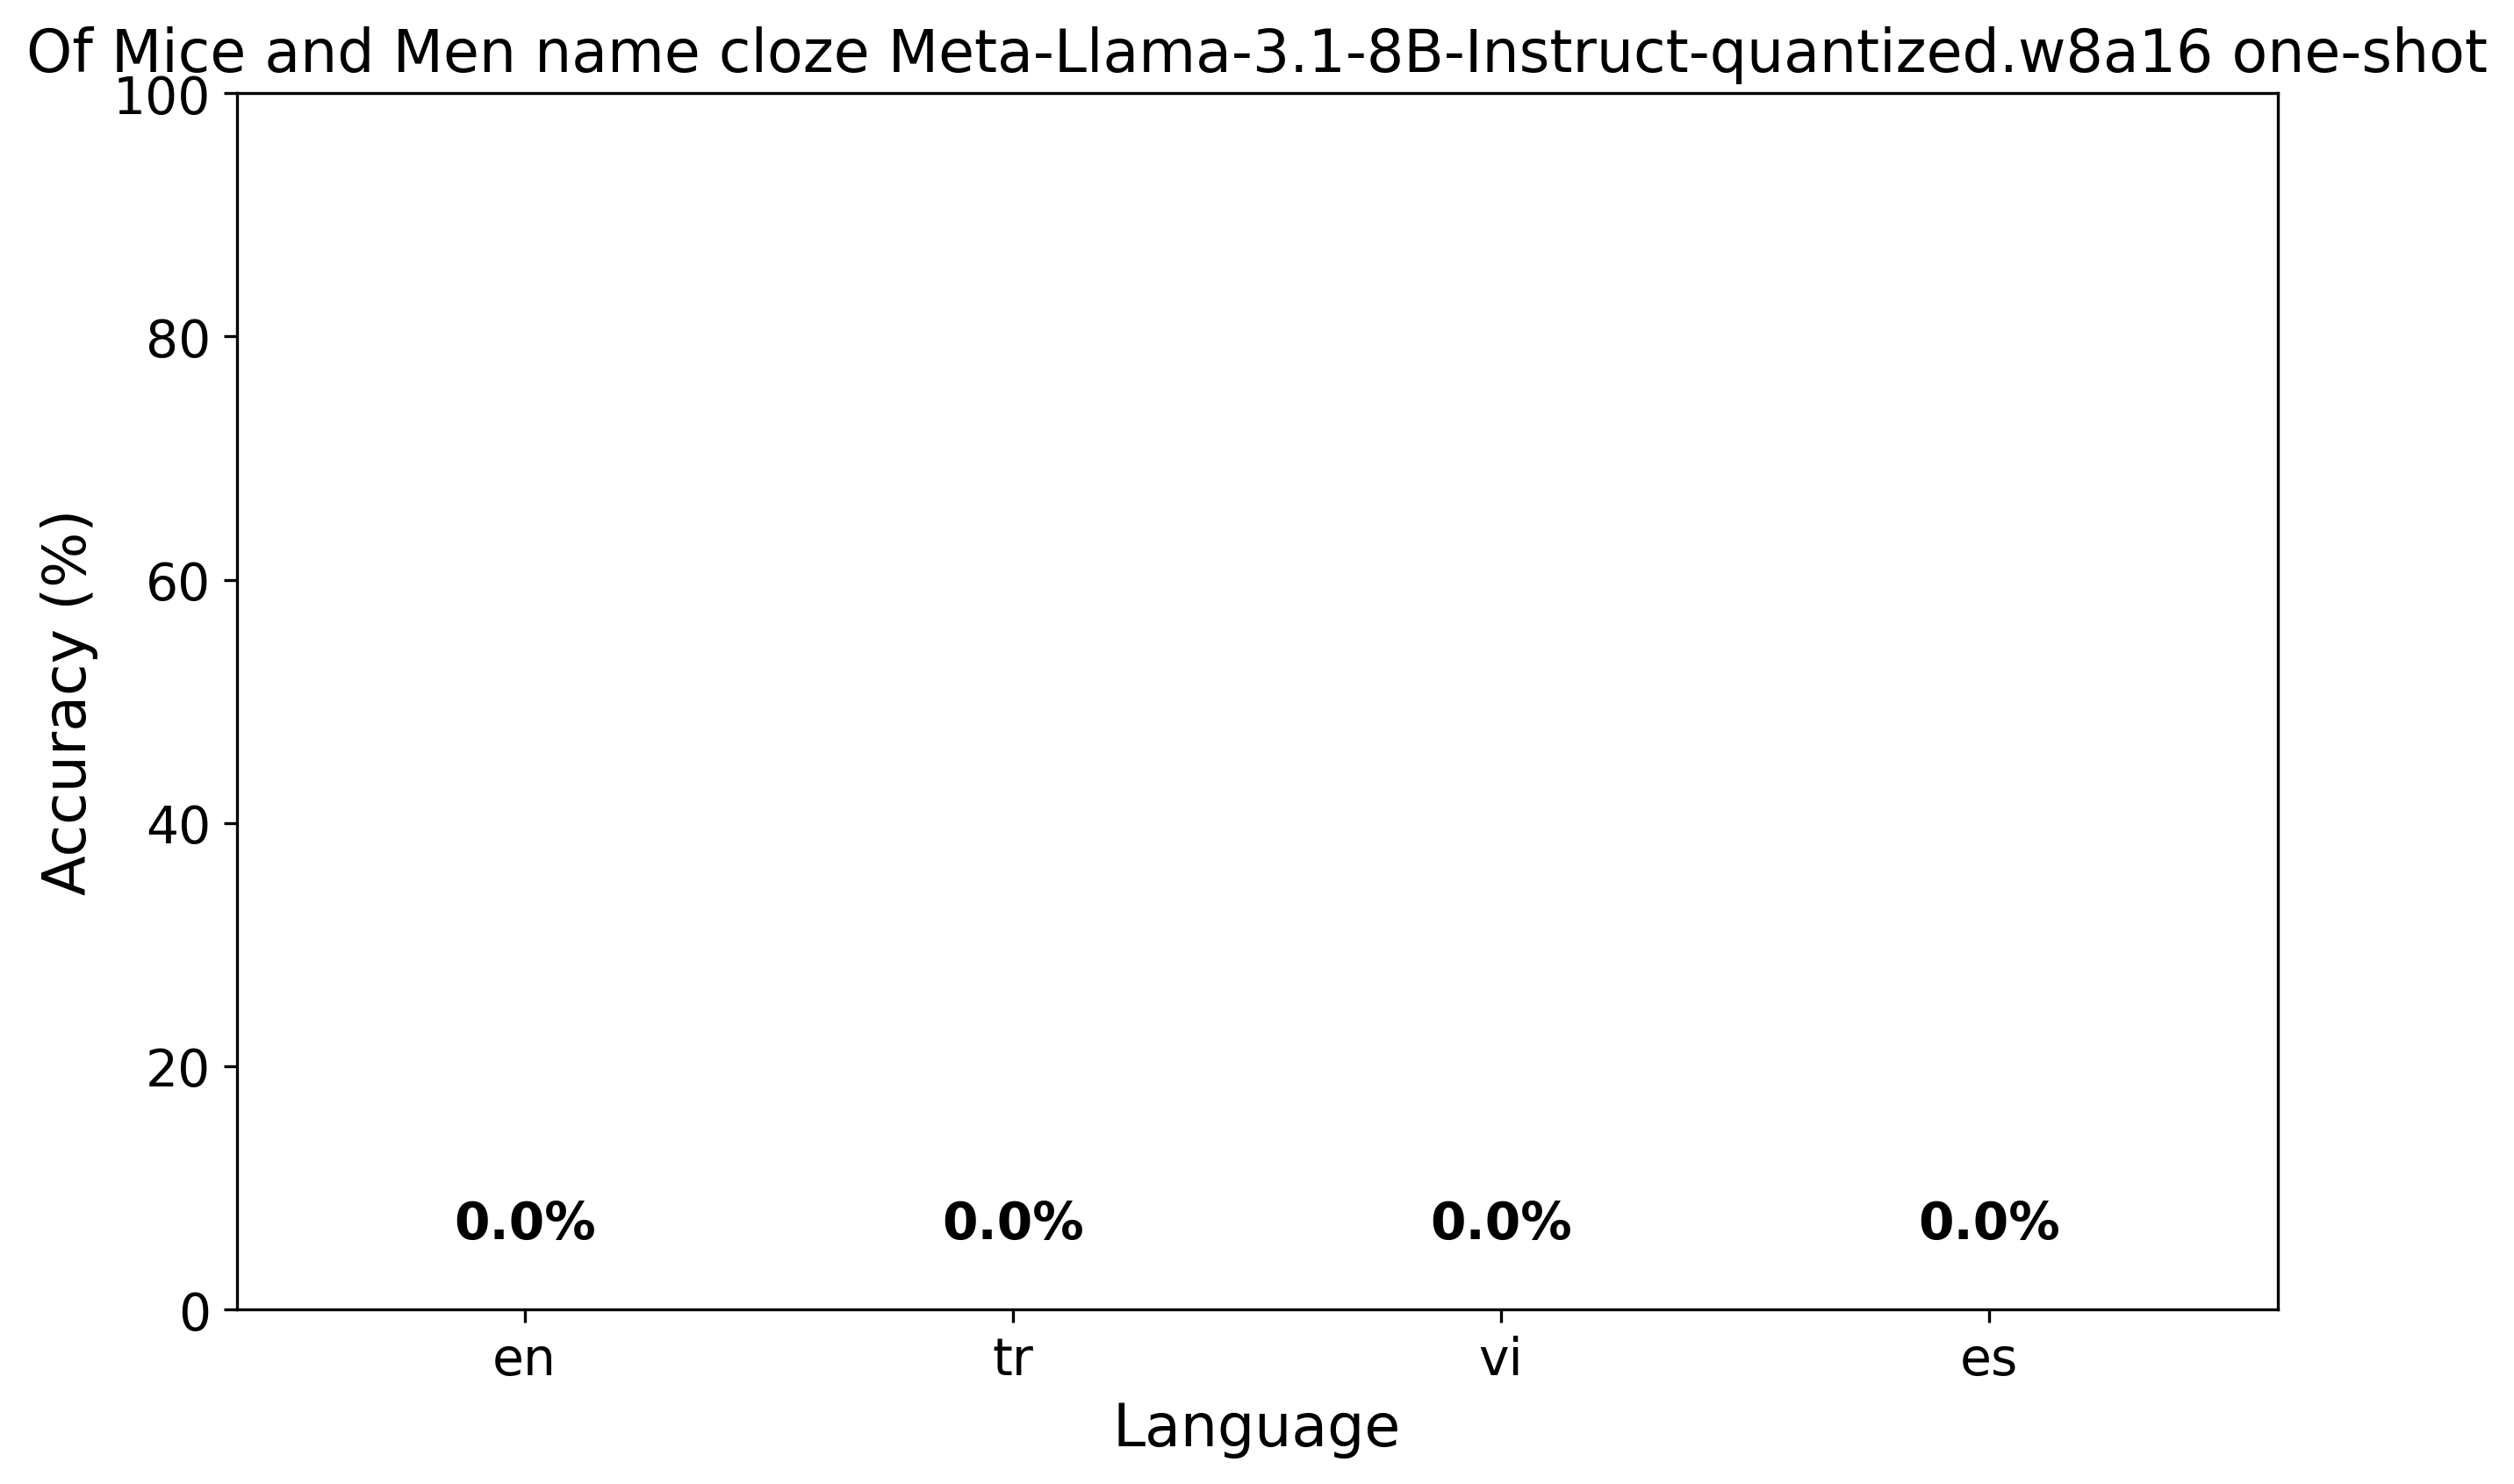 Of Mice and Men name cloze Meta-Llama-3.1-8B-Instruct-quantized.w8a16 one-shot
100
80
60
40
20
0
Accuracy (%)
0.0% 0.0% 0.0% 0.0%
en tr vi es
Language